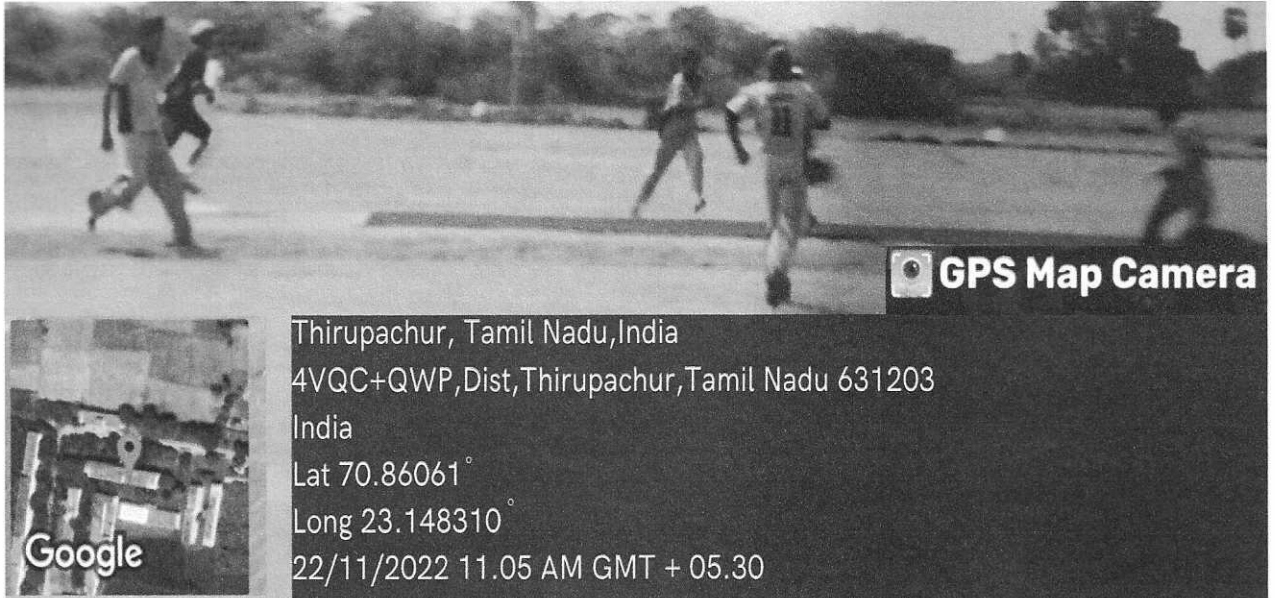 GPS Map Camera
Thirupachur, Tamil Nadu,India
4VQC+QWP,Dist,Thirupachur,Tamil Nadu 631203
India
Lat 70.86061°
Long 23.148310°
22/11/2022 11.05 AM GMT + 05.30
Google